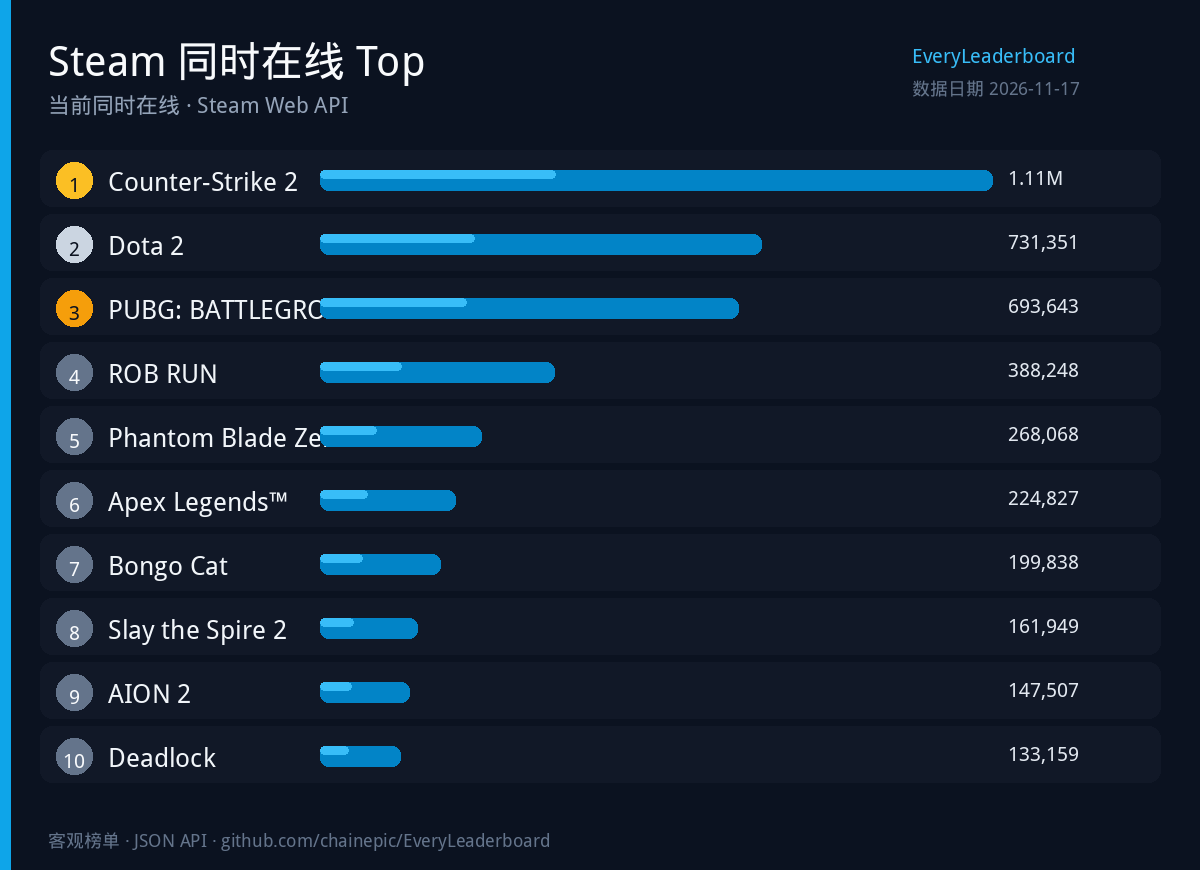 Steam 同时在线 Top
当前同时在线 · Steam Web API
EveryLeaderboard
数据日期 2026-11-17
1 Counter-Strike 2 1.11M
2 Dota 2 731,351
3 PUBG: BATTLEGRO 693,643
4 ROB RUN 388,248
5 Phantom Blade Ze 268,068
6 Apex Legends™ 224,827
7 Bongo Cat 199,838
8 Slay the Spire 2 161,949
9 AION 2 147,507
10 Deadlock 133,159
客观榜单 · JSON API · github.com/chainepic/EveryLeaderboard